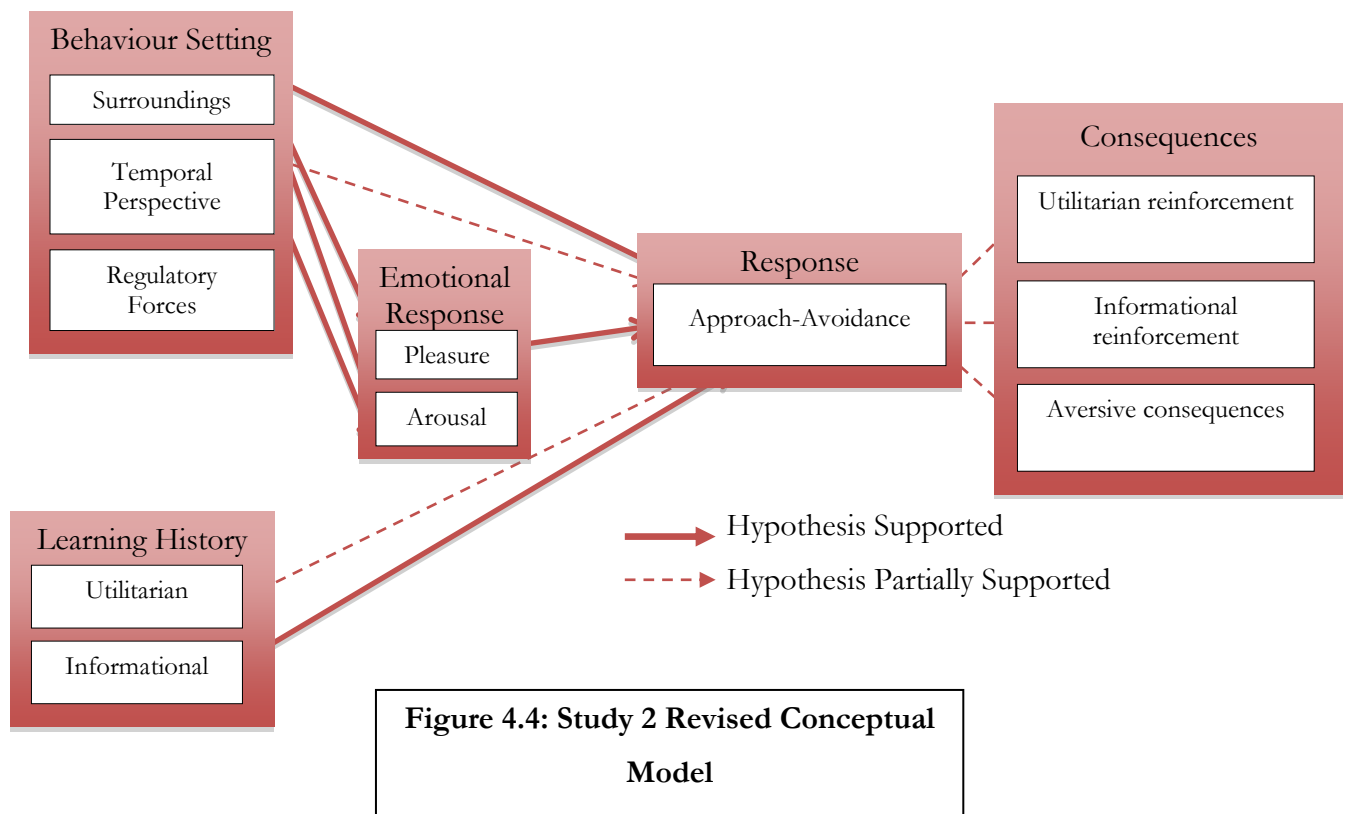 Behaviour Setting
Surroundings
Temporal
Perspective
Regulatory
Forces
Emotional
Response
Pleasure
Arousal
Learning History
Utilitarian
Informational
Response
Approach-Avoidance
Consequences
Utilitarian reinforcement
Informational
reinforcement
Aversive consequences
Hypothesis Supported
Hypothesis Partially Supported
Figure 4.4: Study 2 Revised Conceptual
Model